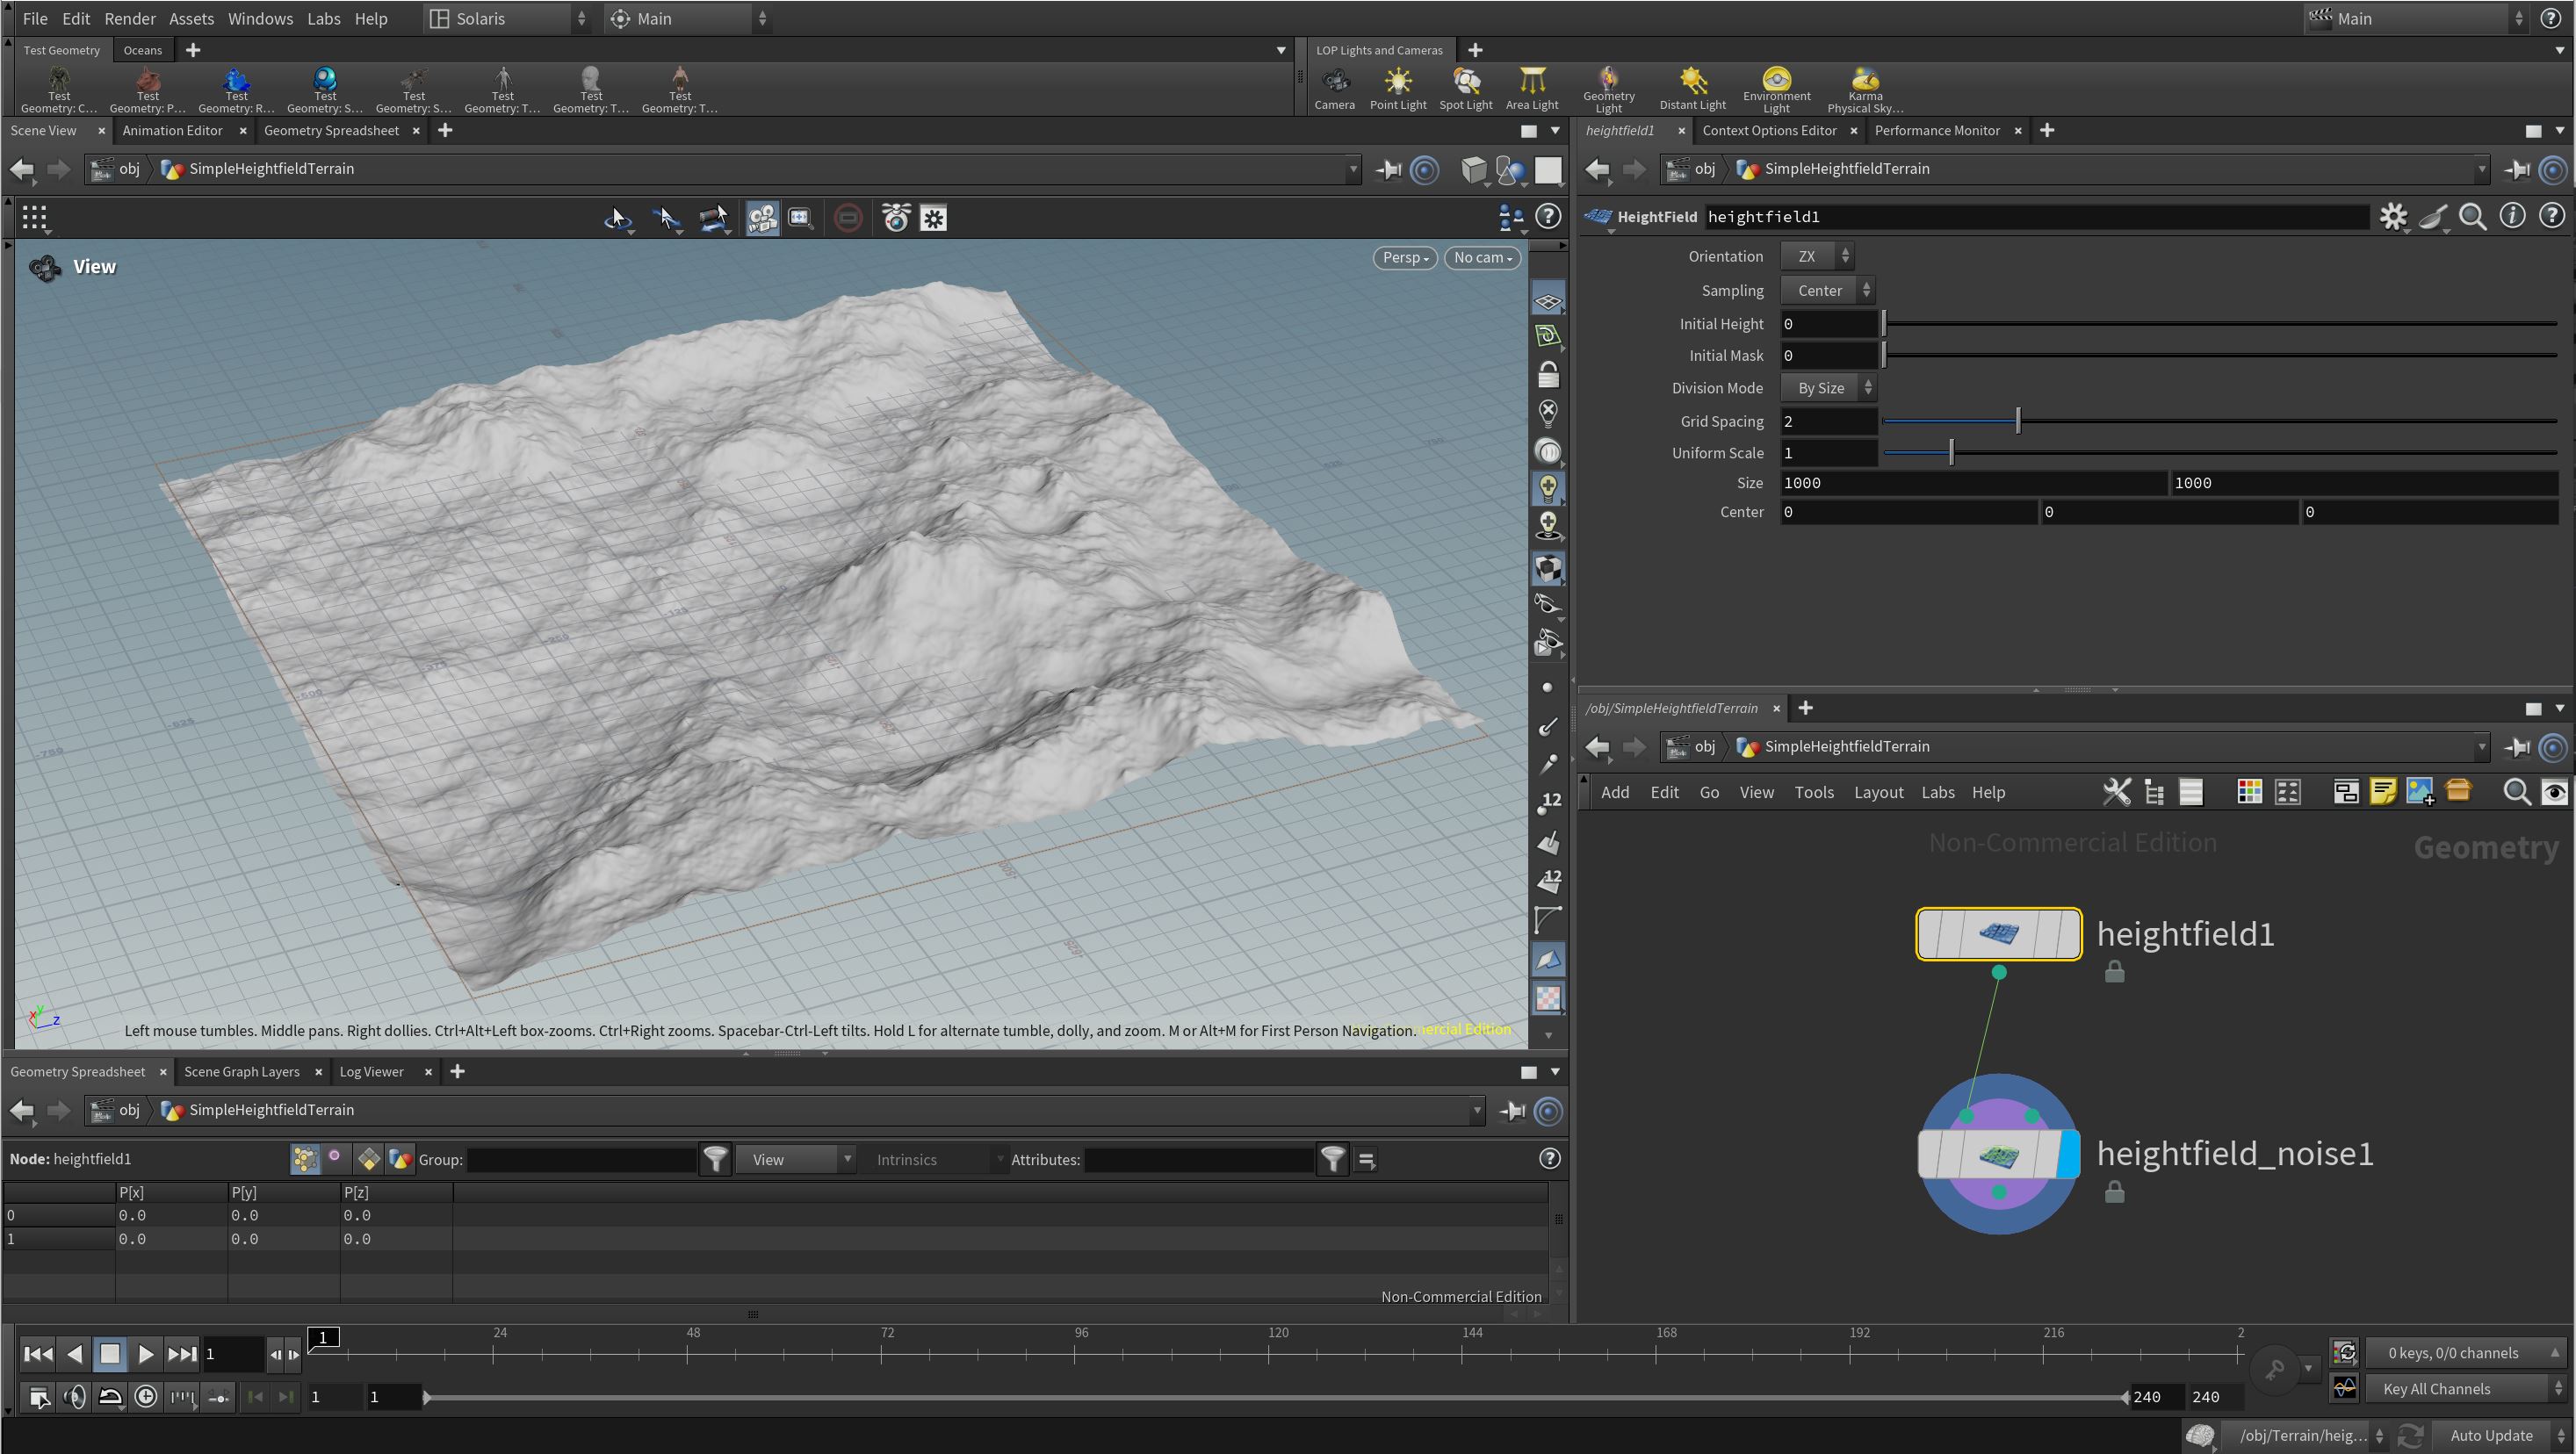 File Edit Render Assets Windows Labs Help Solaris Main Main
Test Geometry Oceans LOP Lights and Cameras
Test Geometry: C... Test Geometry: P... Test Geometry: R... Test Geometry: S... Test Geometry: S... Test Geometry: T... Test Geometry: T... Test Geometry: T...
Camera Point Light Spot Light Area Light Geometry Light Distant Light Environment Light Karma Physical Sky...
Scene View Animation Editor Geometry Spreadsheet
obj SimpleHeightfieldTerrain
View
Persp No cam
x y z
Left mouse tumbles. Middle pans. Right dollies. Ctrl+Alt+Left box-zooms. Ctrl+Right zooms. Spacebar-Ctrl-Left tilts. Hold L for alternate tumble, dolly, and zoom. M or Alt+M for First Person Navigation.
ercial Edition
12
12
heightfield1 Context Options Editor Performance Monitor
obj SimpleHeightfieldTerrain
HeightField heightfield1
Orientation ZX
Sampling Center
Initial Height 0
Initial Mask 0
Division Mode By Size
Grid Spacing 2
Uniform Scale 1
Size 1000 1000
Center 0 0 0
/obj/SimpleHeightfieldTerrain
obj SimpleHeightfieldTerrain
Add Edit Go View Tools Layout Labs Help
Non-Commercial Edition Geometry
heightfield1
heightfield_noise1
Geometry Spreadsheet Scene Graph Layers Log Viewer
obj SimpleHeightfieldTerrain
Node: heightfield1 Group: View Intrinsics Attributes:
P[x] P[y] P[z]
0 0.0 0.0 0.0
1 0.0 0.0 0.0
Non-Commercial Edition
1 1 24 48 72 96 120 144 168 192 216 2
0 keys, 0/0 channels
1 1 240 240 Key All Channels
/obj/Terrain/heig... Auto Update